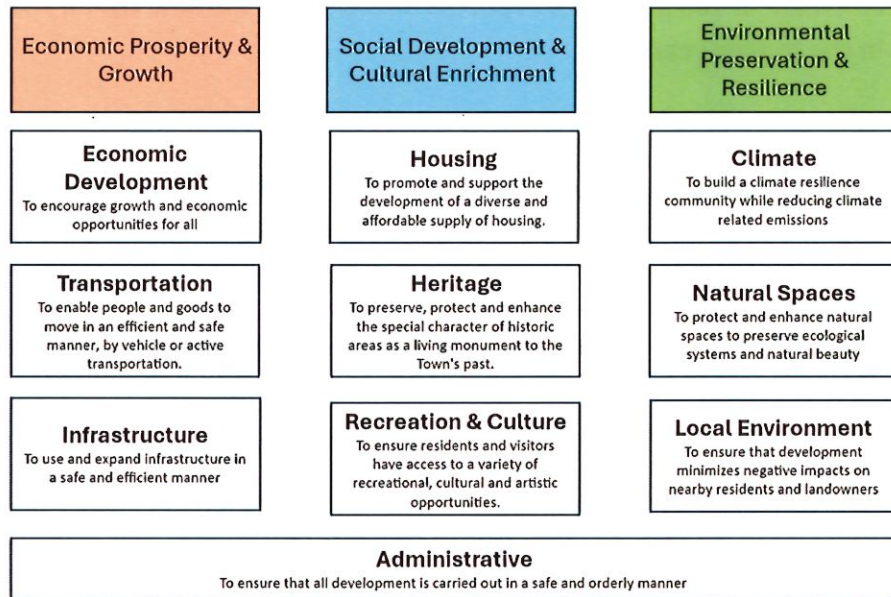 Economic Prosperity &
Growth
Social Development &
Cultural Enrichment
Environmental
Preservation &
Resilience
Economic
Development
To encourage growth and economic
opportunities for all
Housing
To promote and support the
development of a diverse and
affordable supply of housing.
Climate
To build a climate resilience
community while reducing climate
related emissions
Transportation
To enable people and goods to
move in an efficient and safe
manner, by vehicle or active
transportation.
Heritage
To preserve, protect and enhance
the special character of historic
areas as a living monument to the
Town's past.
Natural Spaces
To protect and enhance natural
spaces to preserve ecological
systems and natural beauty
Infrastructure
To use and expand infrastructure in
a safe and efficient manner
Recreation & Culture
To ensure residents and visitors
have access to a variety of
recreational, cultural and artistic
opportunities.
Local Environment
To ensure that development
minimizes negative impacts on
nearby residents and landowners
Administrative
To ensure that all development is carried out in a safe and orderly manner